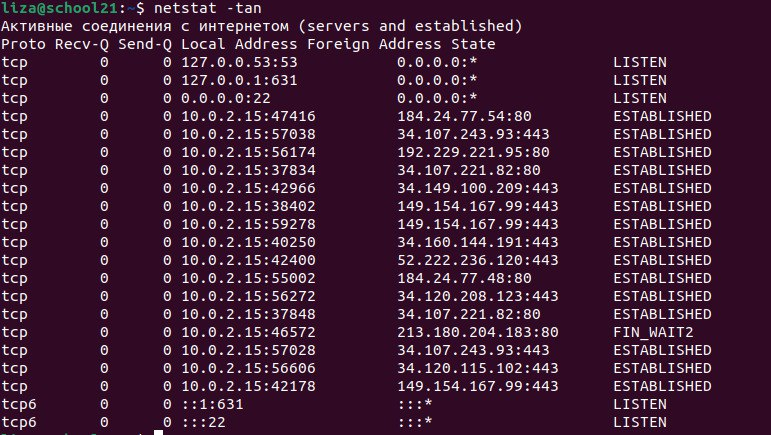 liza@school21:~$ netstat -tan
Активные соединения с интернетом (servers and established)
Proto Recv-Q Send-Q Local Address Foreign Address State
tcp 0 0 127.0.0.53:53 0.0.0.0:* LISTEN
tcp 0 0 127.0.0.1:631 0.0.0.0:* LISTEN
tcp 0 0 0.0.0.0:22 0.0.0.0:* LISTEN
tcp 0 0 10.0.2.15:47416 184.24.77.54:80 ESTABLISHED
tcp 0 0 10.0.2.15:57038 34.107.243.93:443 ESTABLISHED
tcp 0 0 10.0.2.15:56174 192.229.221.95:80 ESTABLISHED
tcp 0 0 10.0.2.15:37834 34.107.221.82:80 ESTABLISHED
tcp 0 0 10.0.2.15:42966 34.149.100.209:443 ESTABLISHED
tcp 0 0 10.0.2.15:38402 149.154.167.99:443 ESTABLISHED
tcp 0 0 10.0.2.15:59278 149.154.167.99:443 ESTABLISHED
tcp 0 0 10.0.2.15:40250 34.160.144.191:443 ESTABLISHED
tcp 0 0 10.0.2.15:42400 52.222.236.120:443 ESTABLISHED
tcp 0 0 10.0.2.15:55002 184.24.77.48:80 ESTABLISHED
tcp 0 0 10.0.2.15:56272 34.120.208.123:443 ESTABLISHED
tcp 0 0 10.0.2.15:37848 34.107.221.82:80 ESTABLISHED
tcp 0 0 10.0.2.15:46572 213.180.204.183:80 FIN_WAIT2
tcp 0 0 10.0.2.15:57028 34.107.243.93:443 ESTABLISHED
tcp 0 0 10.0.2.15:56606 34.120.115.102:443 ESTABLISHED
tcp 0 0 10.0.2.15:42178 149.154.167.99:443 ESTABLISHED
tcp6 0 0 ::1:631 :::* LISTEN
tcp6 0 0 :::22 :::* LISTEN